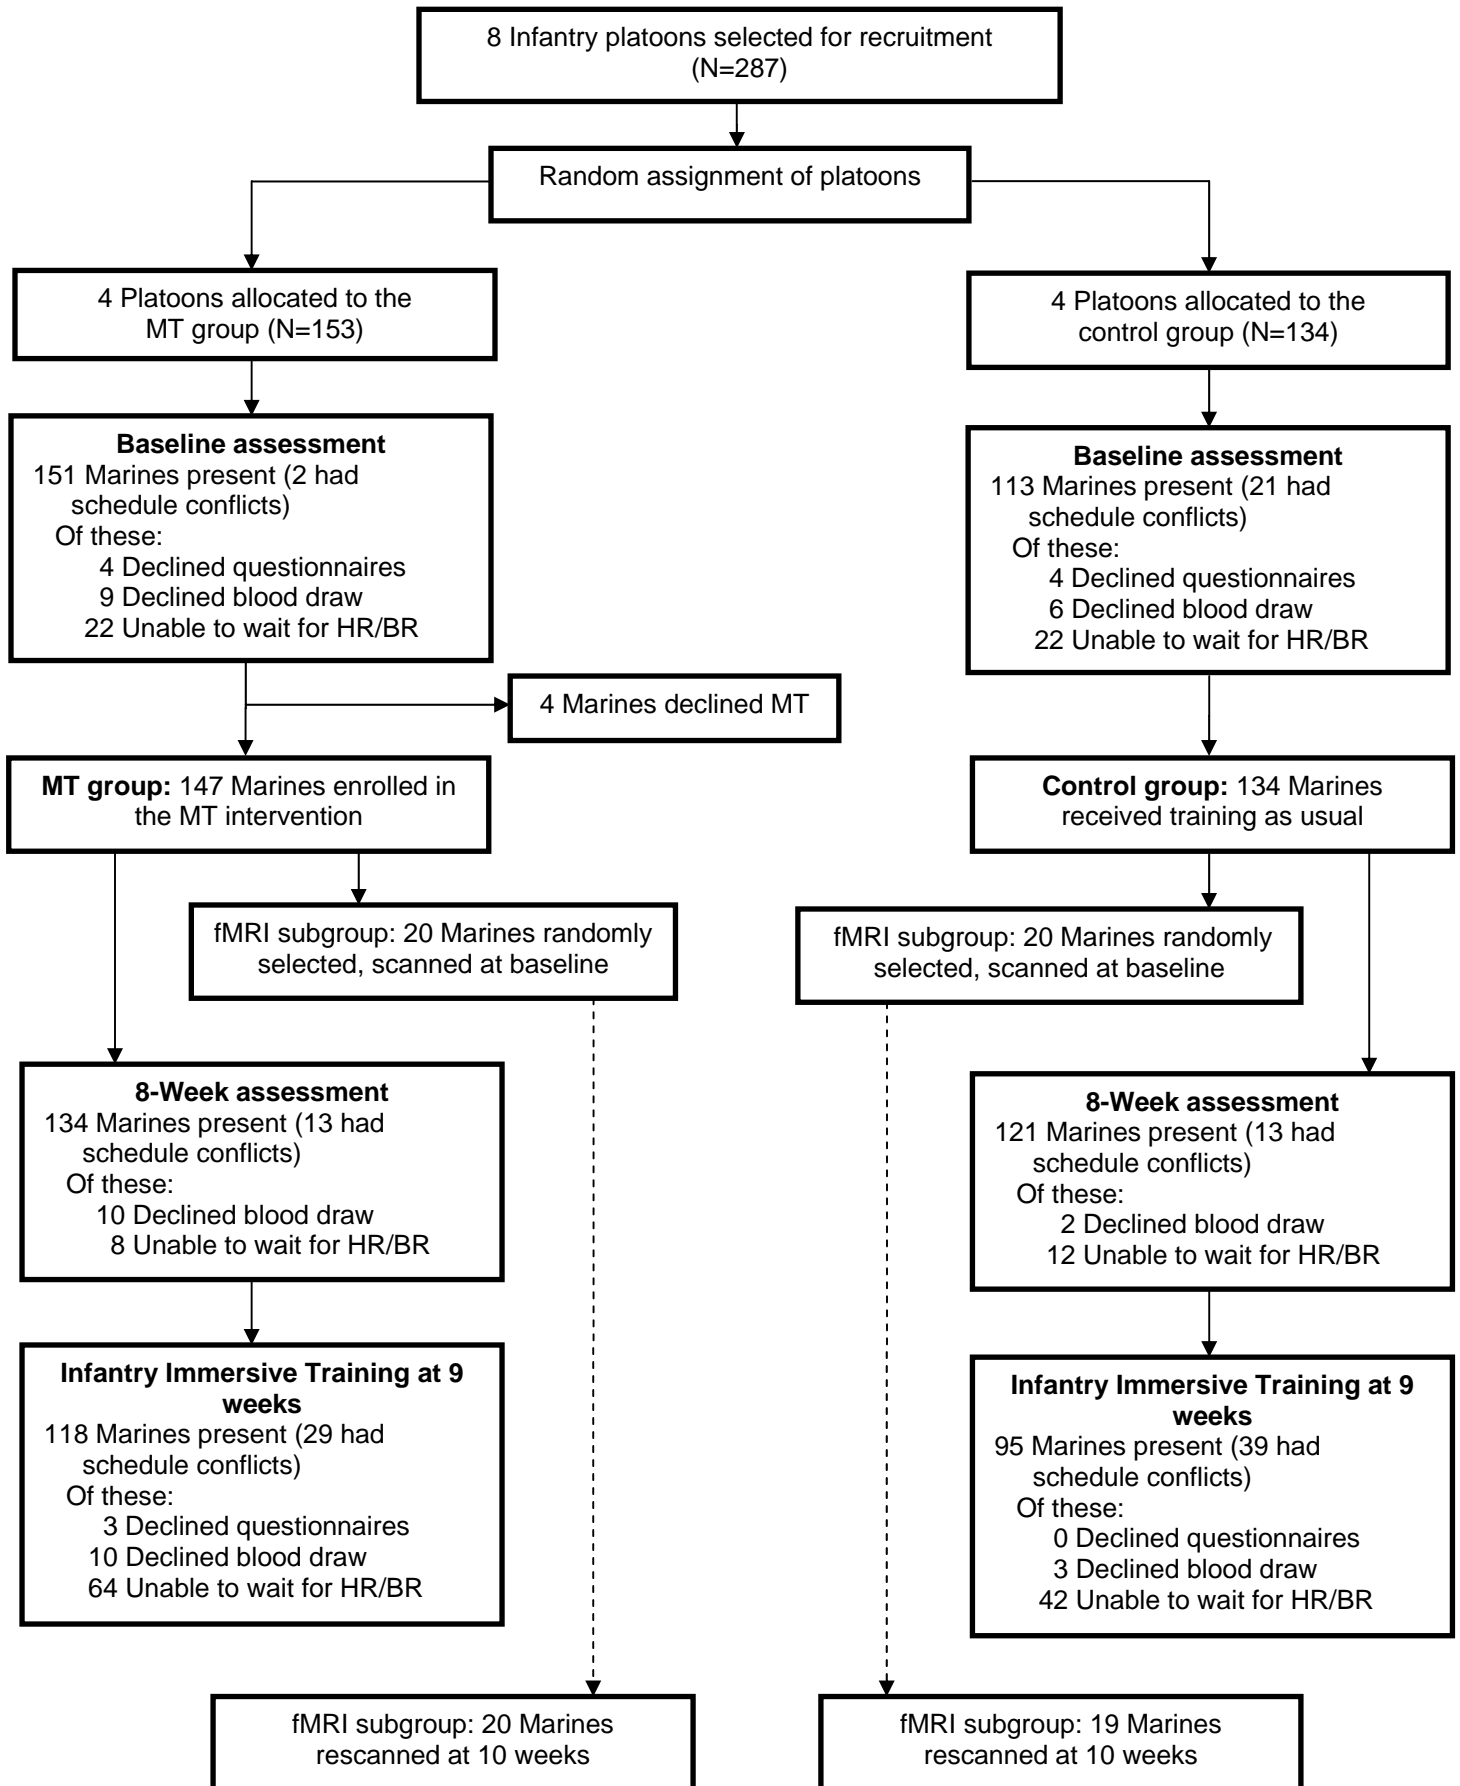 8 Infantry platoons selected for recruitment
(N=287)
Random assignment of platoons
4 Platoons allocated to the
MT group (N=153)
4 Platoons allocated to the
control group (N=134)
Baseline assessment
151 Marines present (2 had
schedule conflicts)
Of these:
4 Declined questionnaires
9 Declined blood draw
22 Unable to wait for HR/BR
Baseline assessment
113 Marines present (21 had
schedule conflicts)
Of these:
4 Declined questionnaires
6 Declined blood draw
22 Unable to wait for HR/BR
4 Marines declined MT
MT group: 147 Marines enrolled in
the MT intervention
Control group: 134 Marines
received training as usual
fMRI subgroup: 20 Marines randomly
selected, scanned at baseline
fMRI subgroup: 20 Marines randomly
selected, scanned at baseline
8-Week assessment
134 Marines present (13 had
schedule conflicts)
Of these:
10 Declined blood draw
8 Unable to wait for HR/BR
8-Week assessment
121 Marines present (13 had
schedule conflicts)
Of these:
2 Declined blood draw
12 Unable to wait for HR/BR
Infantry Immersive Training at 9
weeks
118 Marines present (29 had
schedule conflicts)
Of these:
3 Declined questionnaires
10 Declined blood draw
64 Unable to wait for HR/BR
Infantry Immersive Training at 9
weeks
95 Marines present (39 had
schedule conflicts)
Of these:
0 Declined questionnaires
3 Declined blood draw
42 Unable to wait for HR/BR
fMRI subgroup: 20 Marines
rescanned at 10 weeks
fMRI subgroup: 19 Marines
rescanned at 10 weeks